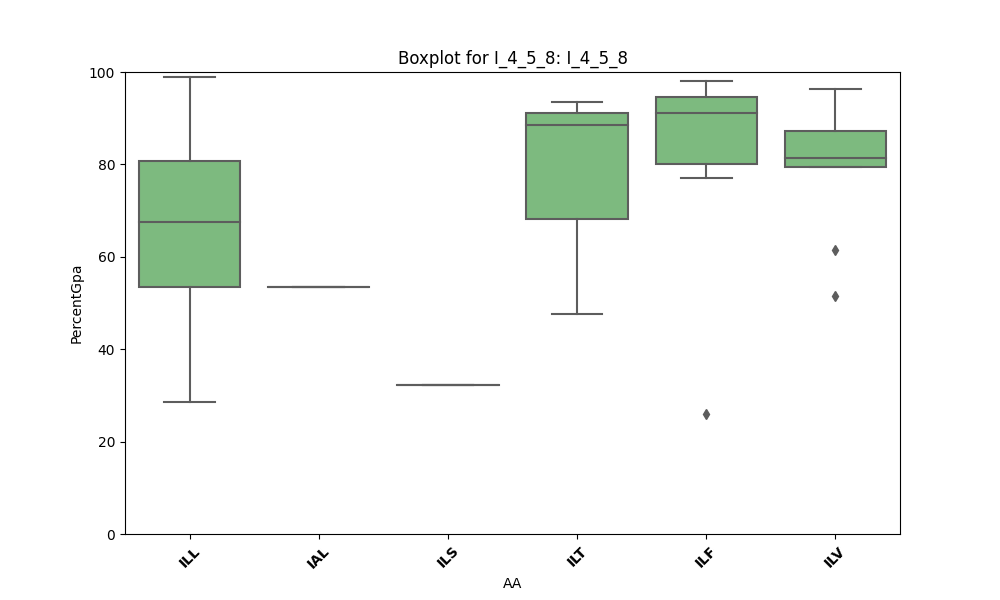 Boxplot for I_4_5_8: I_4_5_8
PercentGpa
100
80
60
40
20
0
ILL
IAL
ILS
ILT
ILF
ILV
AA